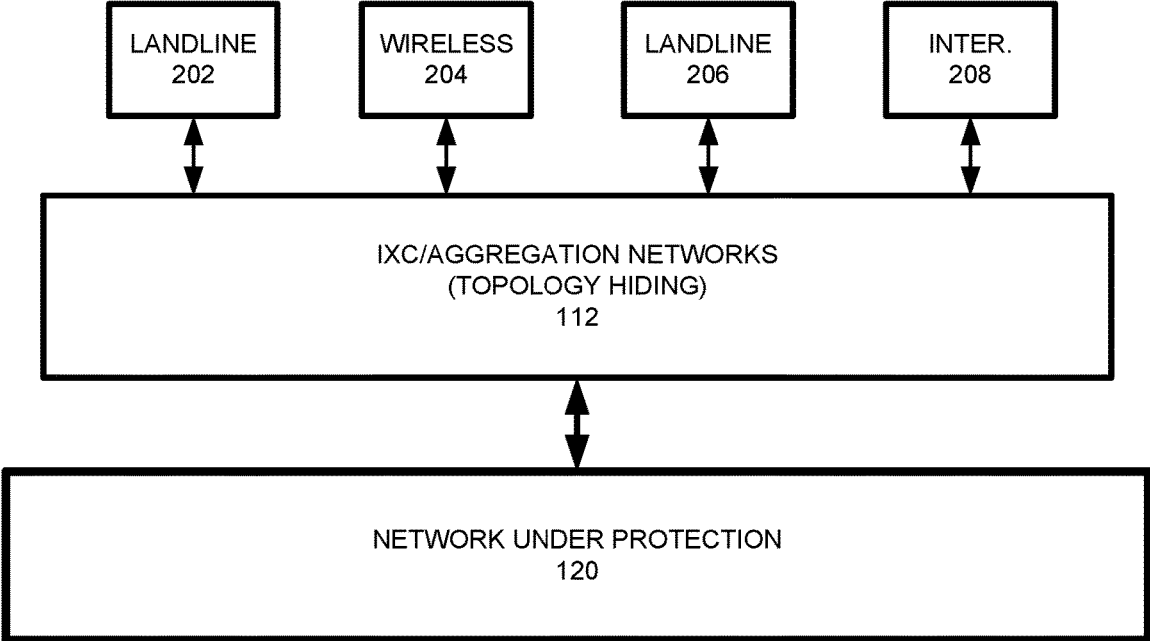 LANDLINE
202
WIRELESS
204
LANDLINE
206
INTER.
208
IXC/AGGREGATION NETWORKS
(TOPOLOGY HIDING)
112
NETWORK UNDER PROTECTION
120